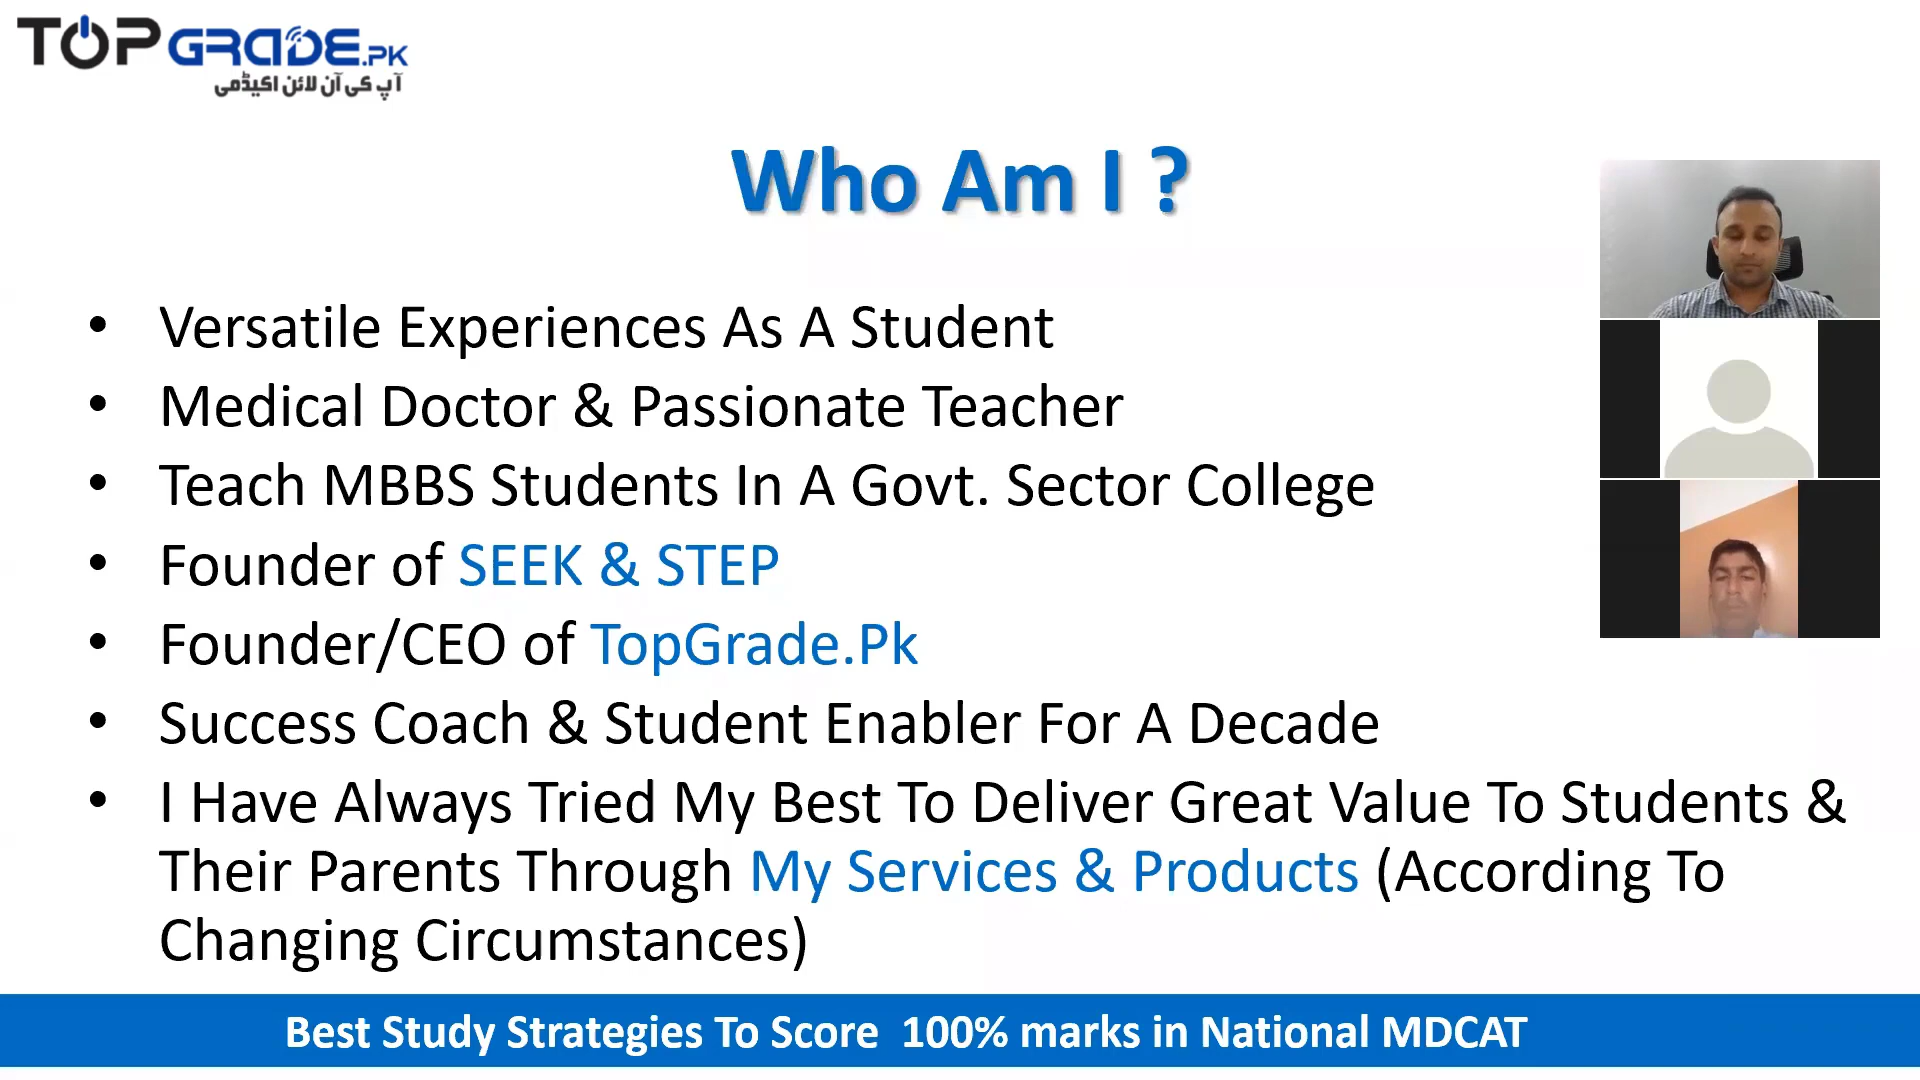 TOPGRADE.PK
آپ کی آن لائن اکیڈمی
Who Am I ?
• Versatile Experiences As A Student
• Medical Doctor & Passionate Teacher
• Teach MBBS Students In A Govt. Sector College
• Founder of SEEK & STEP
• Founder/CEO of TopGrade.Pk
• Success Coach & Student Enabler For A Decade
• I Have Always Tried My Best To Deliver Great Value To Students &
Their Parents Through My Services & Products (According To
Changing Circumstances)
Best Study Strategies To Score 100% marks in National MDCAT